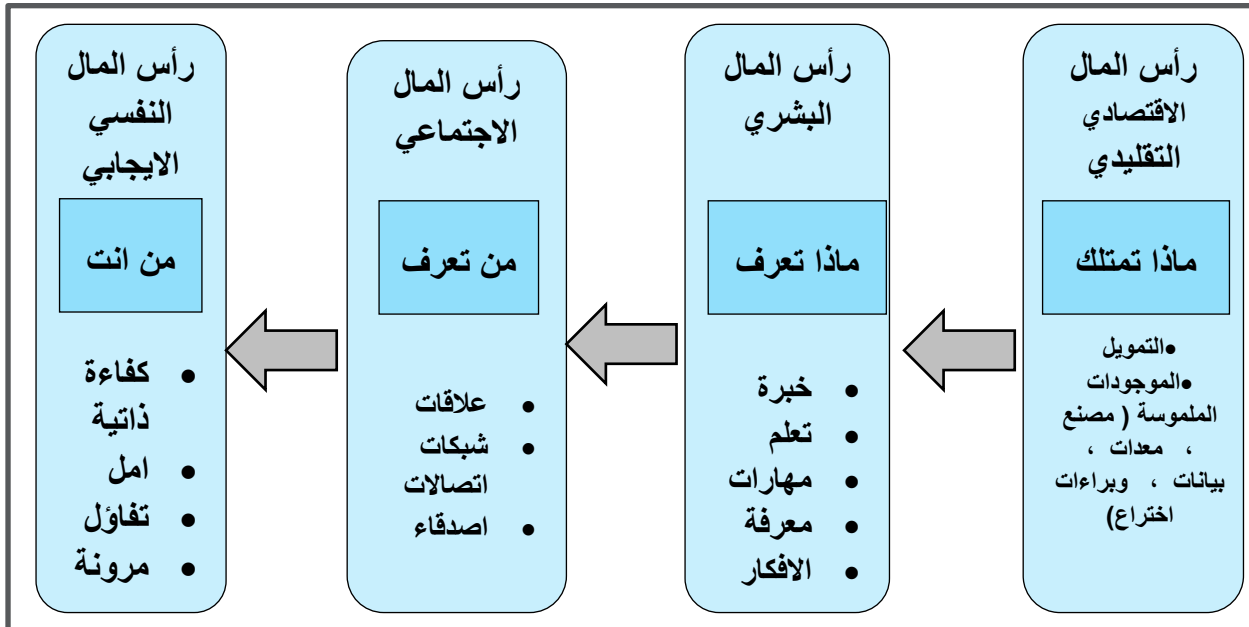 رأس المال
الاقتصادي
التقليدي
ماذا تمتلك
•التمويل
•الموجودات
الملموسة ( مصنع
، معدات ،
بيانات ، وبراءات
اختراع)
رأس المال
البشري
ماذا تعرف
• خبرة
• تعلم
• مهارات
• معرفة
• الافكار
رأس المال
الاجتماعي
من تعرف
• علاقات
• شبكات
اتصالات
• اصدقاء
رأس المال
النفسي
الايجابي
من انت
• كفاءة
ذاتية
• امل
• تفاؤل
• مرونة